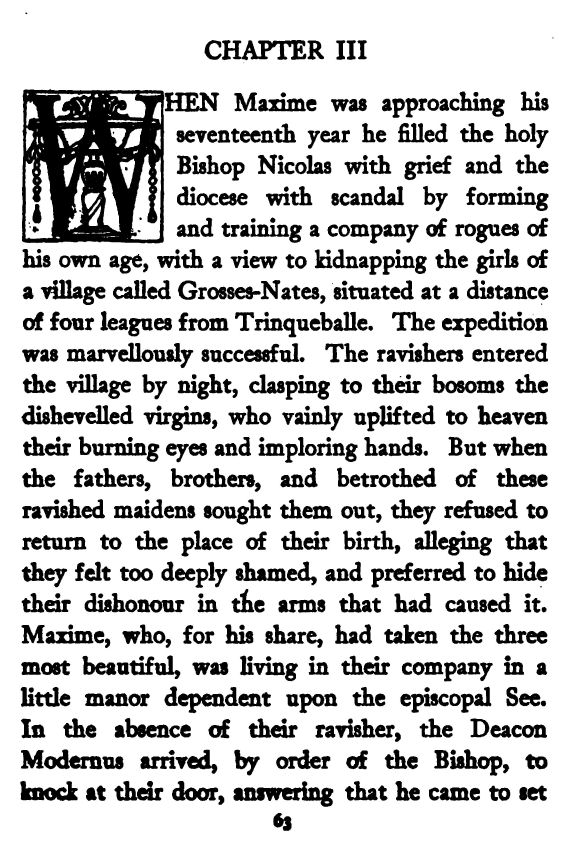 CHAPTER III
WHEN Maxime was approaching his
seventeenth year he filled the holy
Bishop Nicolas with grief and the
diocese with scandal by forming
and training a company of rogues of
his own age, with a view to kidnapping the girls of
a village called Grosses-Nates, situated at a distance
of four leagues from Trinqueballe. The expedition
was marvellously successful. The ravishers entered
the village by night, clasping to their bosoms the
dishevelled virgins, who vainly uplifted to heaven
their burning eyes and imploring hands. But when
the fathers, brothers, and betrothed of these
ravished maidens sought them out, they refused to
return to the place of their birth, alleging that
they felt too deeply shamed, and preferred to hide
their dishonour in the arms that had caused it.
Maxime, who, for his share, had taken the three
most beautiful, was living in their company in a
little manor dependent upon the episcopal See.
In the absence of their ravisher, the Deacon
Modernus arrived, by order of the Bishop, to
knock at their door, answering that he came to set
63